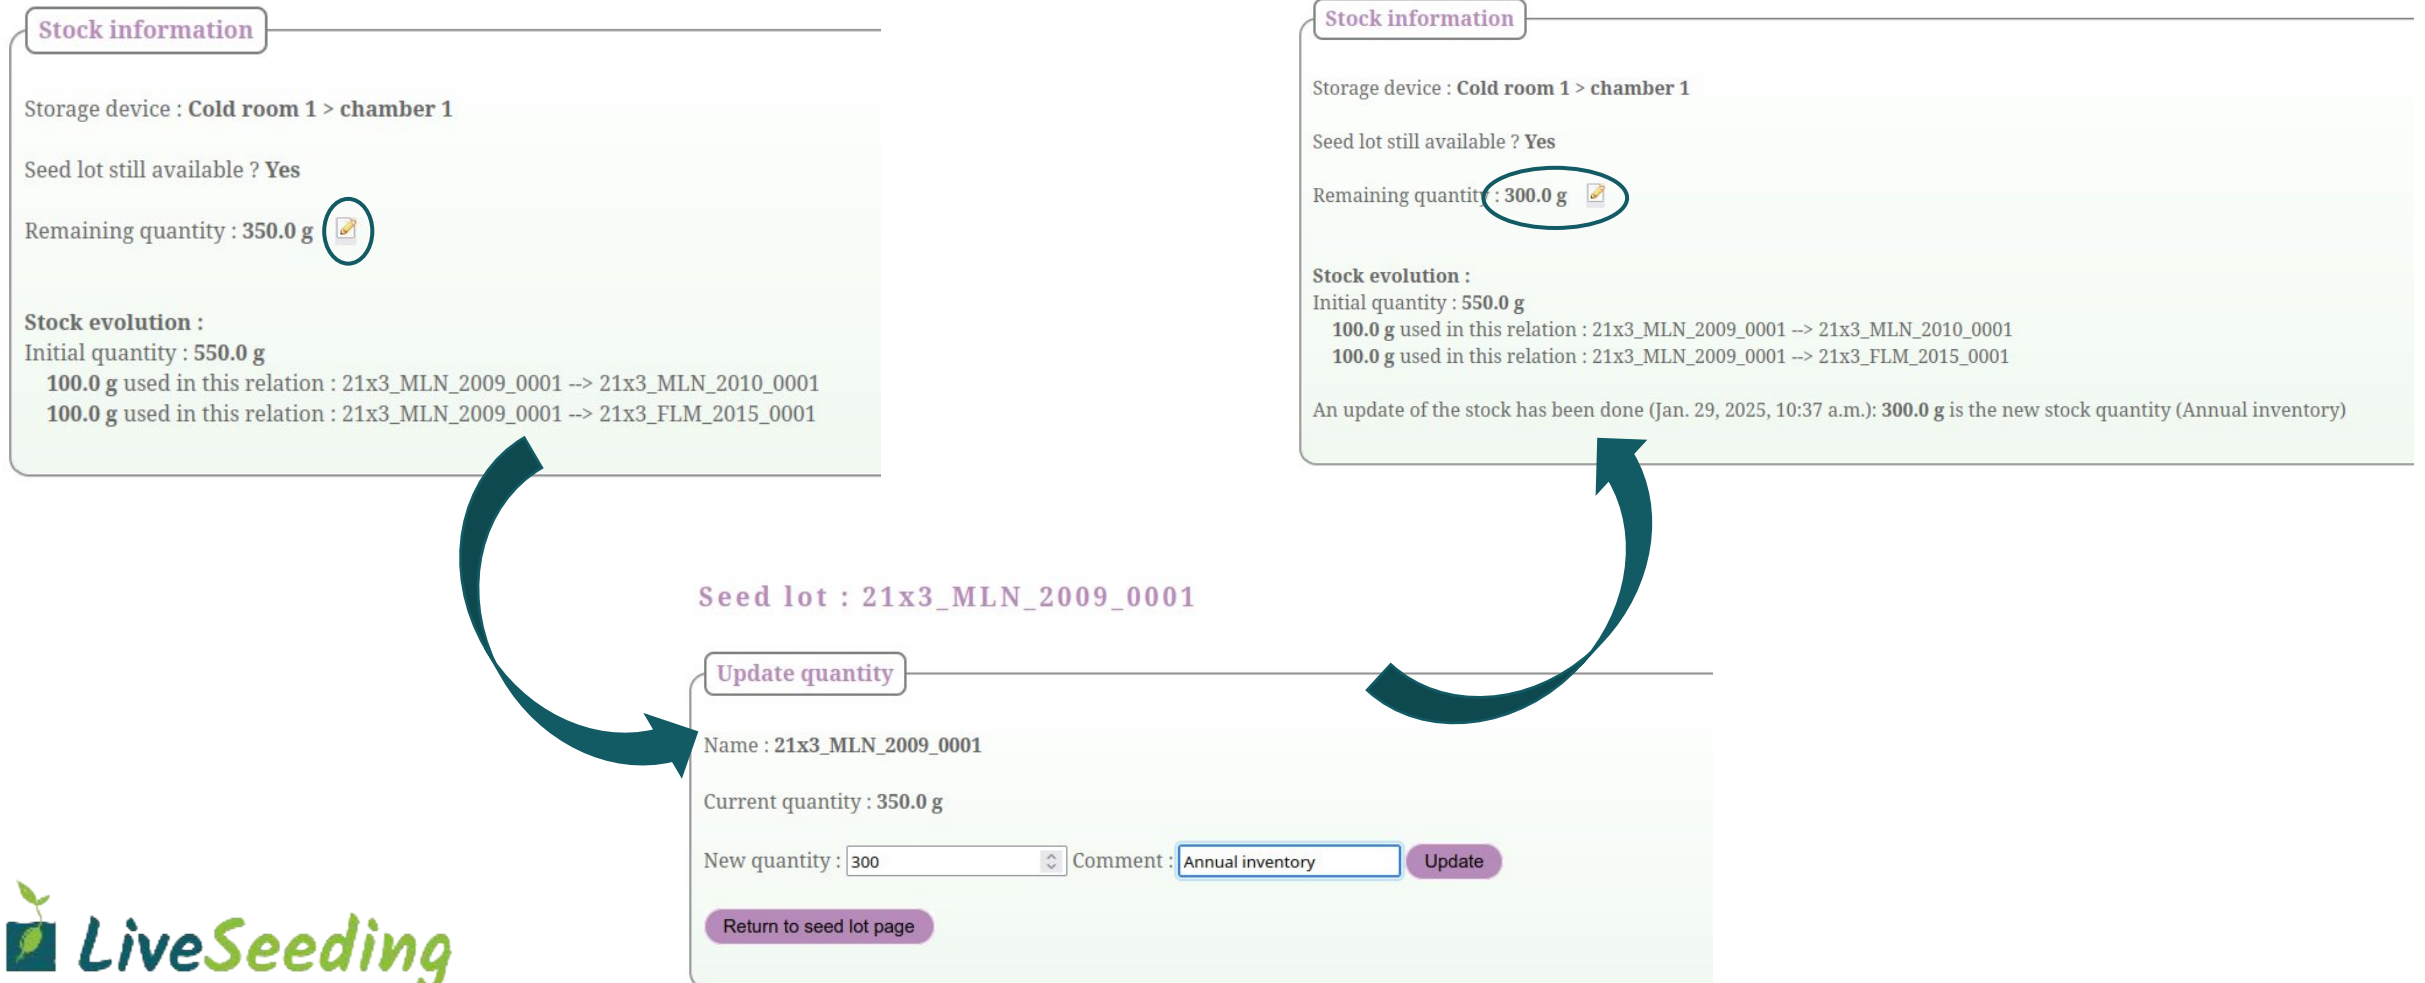 Stock information
Storage device : Cold room 1 > chamber 1
Seed lot still available ? Yes
Remaining quantity : 350.0 g
Stock evolution :
Initial quantity : 550.0 g
100.0 g used in this relation : 21x3_MLN_2009_0001 --> 21x3_MLN_2010_0001
100.0 g used in this relation : 21x3_MLN_2009_0001 --> 21x3_FLM_2015_0001
Stock information
Storage device : Cold room 1 > chamber 1
Seed lot still available ? Yes
Remaining quantity : 300.0 g
Stock evolution :
Initial quantity : 550.0 g
100.0 g used in this relation : 21x3_MLN_2009_0001 --> 21x3_MLN_2010_0001
100.0 g used in this relation : 21x3_MLN_2009_0001 --> 21x3_FLM_2015_0001
An update of the stock has been done (Jan. 29, 2025, 10:37 a.m.): 300.0 g is the new stock quantity (Annual inventory)
Seed lot : 21x3_MLN_2009_0001
Update quantity
Name : 21x3_MLN_2009_0001
Current quantity : 350.0 g
New quantity : 300 Comment : Annual inventory Update
Return to seed lot page
LiveSeeding